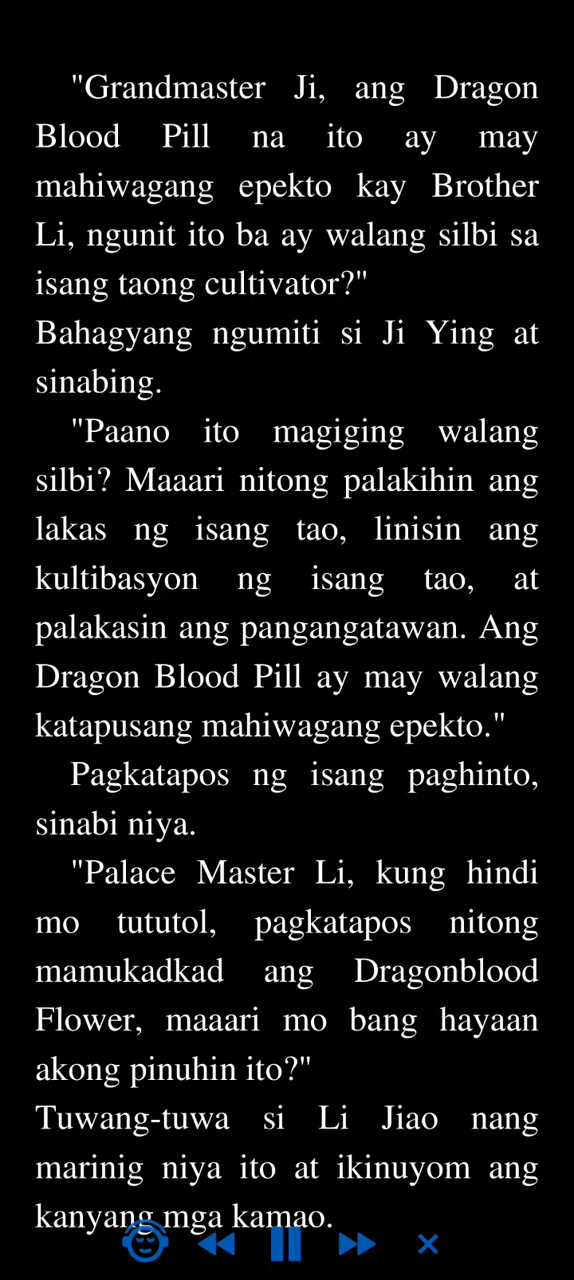 "Grandmaster Ji, ang Dragon
Blood Pill na ito ay may
mahiwagang epekto kay Brother
Li, ngunit ito ba ay walang silbi sa
isang taong cultivator?"
Bahagyang ngumiti si Ji Ying at
sinabing.
"Paano ito magiging walang
silbi? Maaari nitong palakihin ang
lakas ng isang tao, linisin ang
kultibasyon ng isang tao, at
palakasin ang pangangatawan. Ang
Dragon Blood Pill ay may walang
katapusang mahiwagang epekto."
Pagkatapos ng isang paghinto,
sinabi niya.
"Palace Master Li, kung hindi
mo tututol, pagkatapos nitong
mamukadkad ang Dragonblood
Flower, maaari mo bang hayaan
akong pinuhin ito?"
Tuwang-tuwa si Li Jiao nang
marinig niya ito at ikinuyom ang
kanyang mga kamao.